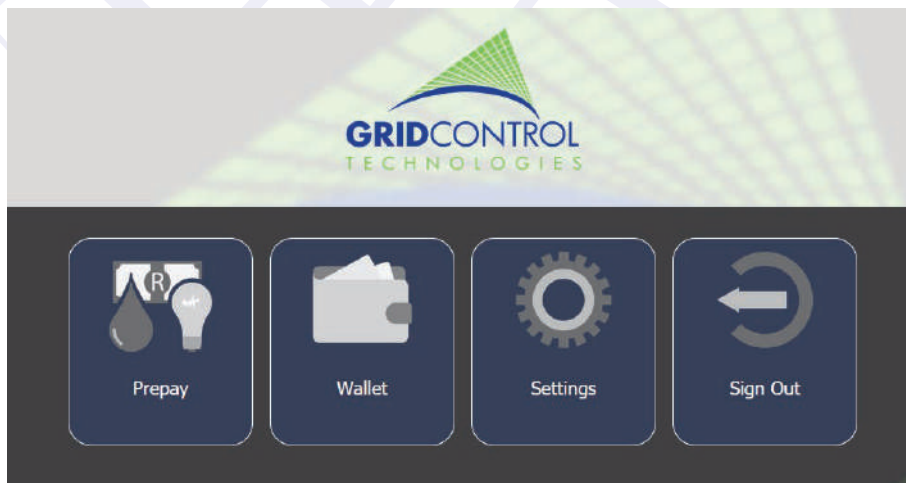 GRIDCONTROL
TECHNOLOGIES
R
Prepay
Wallet
Settings
Sign Out